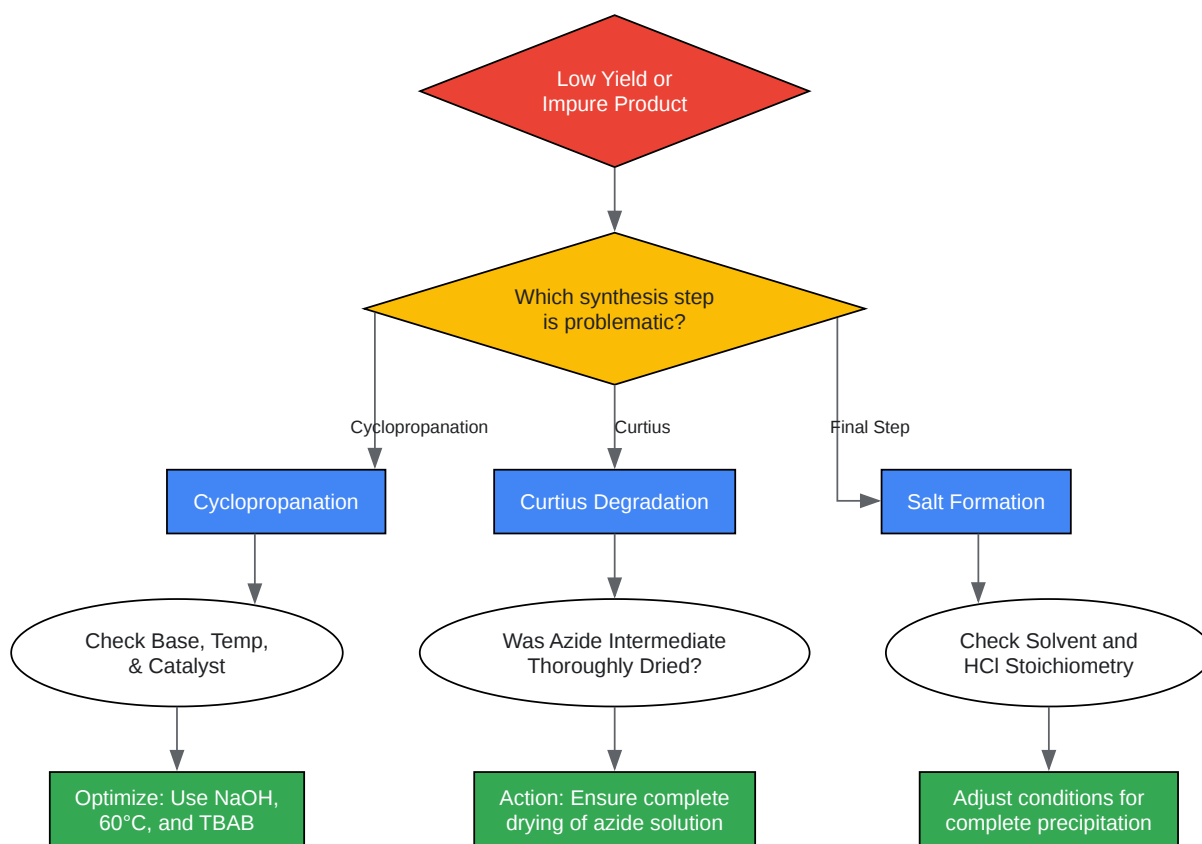 Low Yield or
Impure Product
Which synthesis step
is problematic?
Cyclopropanation
Curtius
Final Step
Cyclopropanation
Curtius Degradation
Salt Formation
Check Base, Temp,
& Catalyst
Was Azide Intermediate
Thoroughly Dried?
Check Solvent and
HCl Stoichiometry
Optimize: Use NaOH,
60°C, and TBAB
Action: Ensure complete
drying of azide solution
Adjust conditions for
complete precipitation